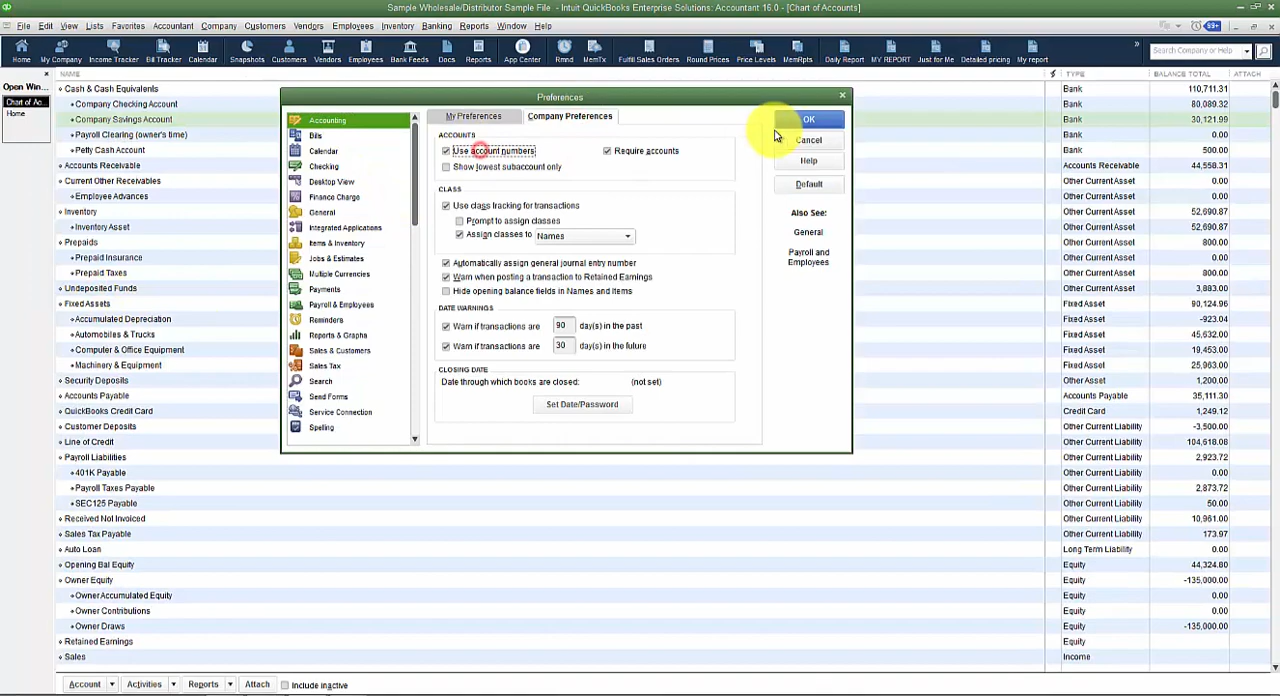 Sample Wholesale/Distributor Sample File - Intuit QuickBooks Enterprise Solutions: Accountant 16.0 - [Chart of Accounts]
File Edit View Lists Favorites Accountant Company Customers Vendors Employees Inventory Banking Reports Window Help
99+
Home My Company Income Tracker Bill Tracker Calendar Snapshots Customers Vendors Employees Bank Feeds Docs Reports App Center Rmnd MemTx Fulfill Sales Orders Round Prices Price Levels MemRpts Daily Report MY REPORT Just for Me Detailed pricing My report
Search Company or Help
NAME TYPE BALANCE TOTAL ATTACH
Open Win...
Chart of Ac...
Home
Cash & Cash Equivalents Bank 110,711.31
Company Checking Account Bank 80,089.32
Company Savings Account Bank 30,121.99
Payroll Clearing (owner's time) Bank 0.00
Petty Cash Account Bank 500.00
Accounts Receivable Accounts Receivable 44,558.31
Current Other Receivables Other Current Asset 0.00
Employee Advances Other Current Asset 0.00
Inventory Other Current Asset 52,690.87
Inventory Asset Other Current Asset 52,690.87
Prepaids Other Current Asset 800.00
Prepaid Insurance Other Current Asset 0.00
Prepaid Taxes Other Current Asset 800.00
Undeposited Funds Other Current Asset 3,883.00
Fixed Assets Fixed Asset 90,124.96
Accumulated Depreciation Fixed Asset -923.04
Automobiles & Trucks Fixed Asset 45,632.00
Computer & Office Equipment Fixed Asset 19,453.00
Machinery & Equipment Fixed Asset 25,963.00
Security Deposits Other Asset 1,200.00
Accounts Payable Accounts Payable 35,111.30
QuickBooks Credit Card Credit Card 1,249.12
Customer Deposits Other Current Liability -3,500.00
Line of Credit Other Current Liability 104,618.08
Payroll Liabilities Other Current Liability 2,923.72
401K Payable Other Current Liability 0.00
Payroll Taxes Payable Other Current Liability 2,873.72
SEC125 Payable Other Current Liability 50.00
Received Not Invoiced Other Current Liability 10,961.00
Sales Tax Payable Other Current Liability 173.97
Auto Loan Long Term Liability 0.00
Opening Bal Equity Equity 44,324.80
Owner Equity Equity -135,000.00
Owner Accumulated Equity Equity 0.00
Owner Contributions Equity 0.00
Owner Draws Equity -135,000.00
Retained Earnings Equity
Sales Income
Preferences
Accounting
Bills
Calendar
Checking
Desktop View
Finance Charge
General
Integrated Applications
Items & Inventory
Jobs & Estimates
Multiple Currencies
Payments
Payroll & Employees
Reminders
Reports & Graphs
Sales & Customers
Sales Tax
Search
Send Forms
Service Connection
Spelling
My Preferences Company Preferences
ACCOUNTS
Use account numbers Require accounts
Show lowest subaccount only
CLASS
Use class tracking for transactions
Prompt to assign classes
Assign classes to Names
Automatically assign general journal entry number
Warn when posting a transaction to Retained Earnings
Hide opening balance fields in Names and Items
DATE WARNINGS
Warn if transactions are 90 day(s) in the past
Warn if transactions are 30 day(s) in the future
CLOSING DATE
Date through which books are closed: (not set)
Set Date/Password
OK
Cancel
Help
Default
Also See:
General
Payroll and
Employees
Account Activities Reports Attach Include inactive